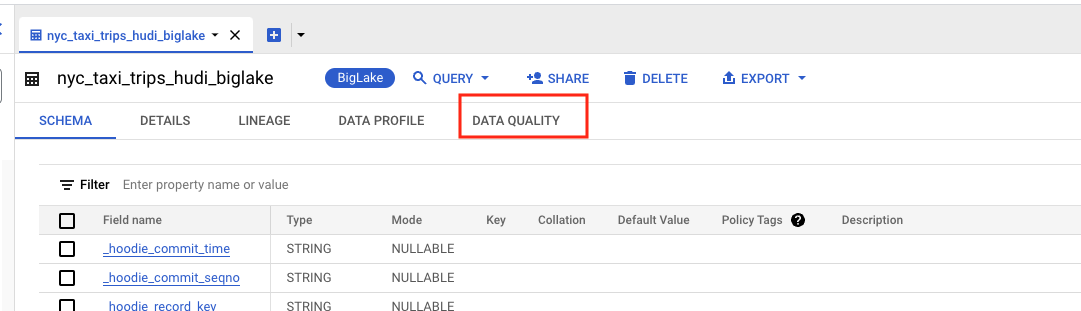 nyc_taxi_trips_hudi_biglake
nyc_taxi_trips_hudi_biglake BigLake QUERY SHARE DELETE EXPORT
SCHEMA DETAILS LINEAGE DATA PROFILE DATA QUALITY
Filter Enter property name or value
Field name Type Mode Key Collation Default Value Policy Tags ? Description
_hoodie_commit_time STRING NULLABLE
_hoodie_commit_seqno STRING NULLABLE
_hoodie_record_key STRING NULLABLE